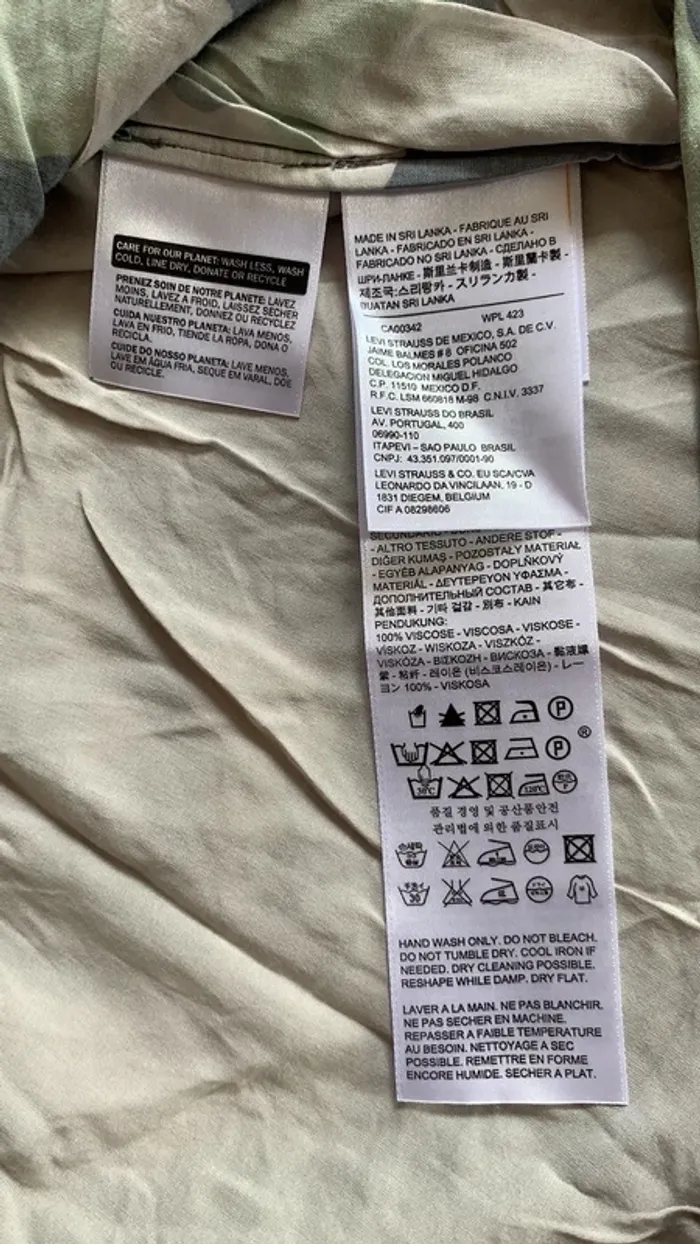 CARE FOR OUR PLANET: WASH LESS, WASH
COLD, LINE DRY, DONATE OR RECYCLE
PRENEZ SOIN DE NOTRE PLANETE: LAVEZ
MOINS, LAVEZ A FROID, LAISSEZ SECHER
NATURELLEMENT, DONNEZ OU RECYCLEZ
CUIDA NUESTRO PLANETA: LAVA MENOS,
LAVA EN FRIO, TIENDE LA ROPA, DONA O
RECICLA.
CUIDE DO NOSSO PLANETA: LAVE MENOS,
LAVE EM ÁGUA FRIA, SEQUE EM VARAL, DOE
OU RECICLE.
MADE IN SRI LANKA - FABRIQUE AU SRI
LANKA - FABRICADO EN SRI LANKA -
FABRICADO NO SRI LANKA - СДЕЛАНО В
ШРИ-ЛАНКЕ - 斯里兰卡制造 - 斯里蘭卡製 -
제조국:스리랑카 - スリランカ製 -
BUATAN SRI LANKA
CA00342 WPL 423
LEVI STRAUSS DE MEXICO, S.A. DE C.V.
JAIME BALMES # 8 OFICINA 502
COL. LOS MORALES POLANCO
DELEGACION MIGUEL HIDALGO
C.P. 11510 MEXICO D.F.
R.F.C. LSM 660818 M-98 C.N.I.V. 3337
LEVI STRAUSS DO BRASIL
AV. PORTUGAL, 400
06990-110
ITAPEVI – SAO PAULO BRASIL
CNPJ: 43.351.097/0001-90
LEVI STRAUSS & CO. EU SCA/CVA
LEONARDO DA VINCILAAN. 19 - D
1831 DIEGEM, BELGIUM
CIF A 08298606
- ALTRO TESSUTO - ANDERE STOF -
DIĞER KUMAŞ - POZOSTAŁY MATERIAŁ
- EGYÉB ALAPANYAG - DOPLŇKOVÝ
MATERIÁL - ΔΕΥΤΕΡΕΥΟΝ ΥΦΑΣΜΑ -
ДОПОЛНИТЕЛЬНЫЙ СОСТАВ - 其它布 -
其他面料 - 기타 겉감 - 別布 - KAIN
PENDUKUNG:
100% VISCOSE - VISCOSA - VISKOSE -
VİSKOZ - WISKOZA - VISZKÓZ -
VISKÓZA - ΒΙΣΚΟΖΗ - ВИСКОЗА - 黏液嫘
縈 - 粘纤 - 레이온 (비스코스레이온) - レー
ヨン 100% - VISKOSA
P
P ®
30°C 120°C
품질 경영 및 공산품안전
관리법에 의한 품질표시
30
HAND WASH ONLY. DO NOT BLEACH.
DO NOT TUMBLE DRY. COOL IRON IF
NEEDED. DRY CLEANING POSSIBLE.
RESHAPE WHILE DAMP. DRY FLAT.
LAVER A LA MAIN. NE PAS BLANCHIR.
NE PAS SECHER EN MACHINE.
REPASSER A FAIBLE TEMPERATURE
AU BESOIN. NETTOYAGE A SEC
POSSIBLE. REMETTRE EN FORME
ENCORE HUMIDE. SECHER A PLAT.